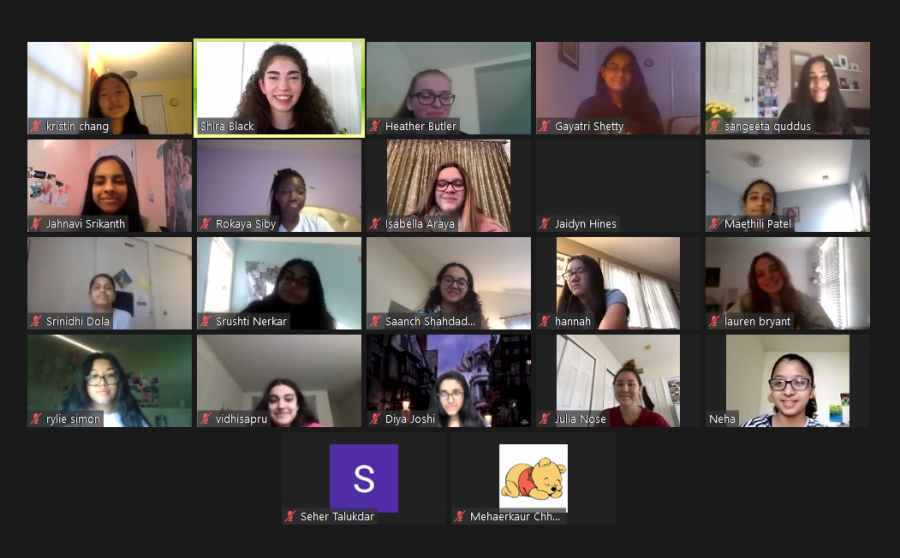 kristin chang
Shira Black
Heather Butler
Gayatri Shetty
sangeeta quddus
Jahnavi Srikanth
Rokaya Siby
Isabella Araya
Jaidyn Hines
Maethili Patel
Srinidhi Dola
Srushti Nerkar
Saanch Shahdad...
hannah
lauren bryant
rylie simon
vidhisapru
Diya Joshi
Julia Nose
Neha
S
Seher Talukdar
Mehaerkaur Chh...